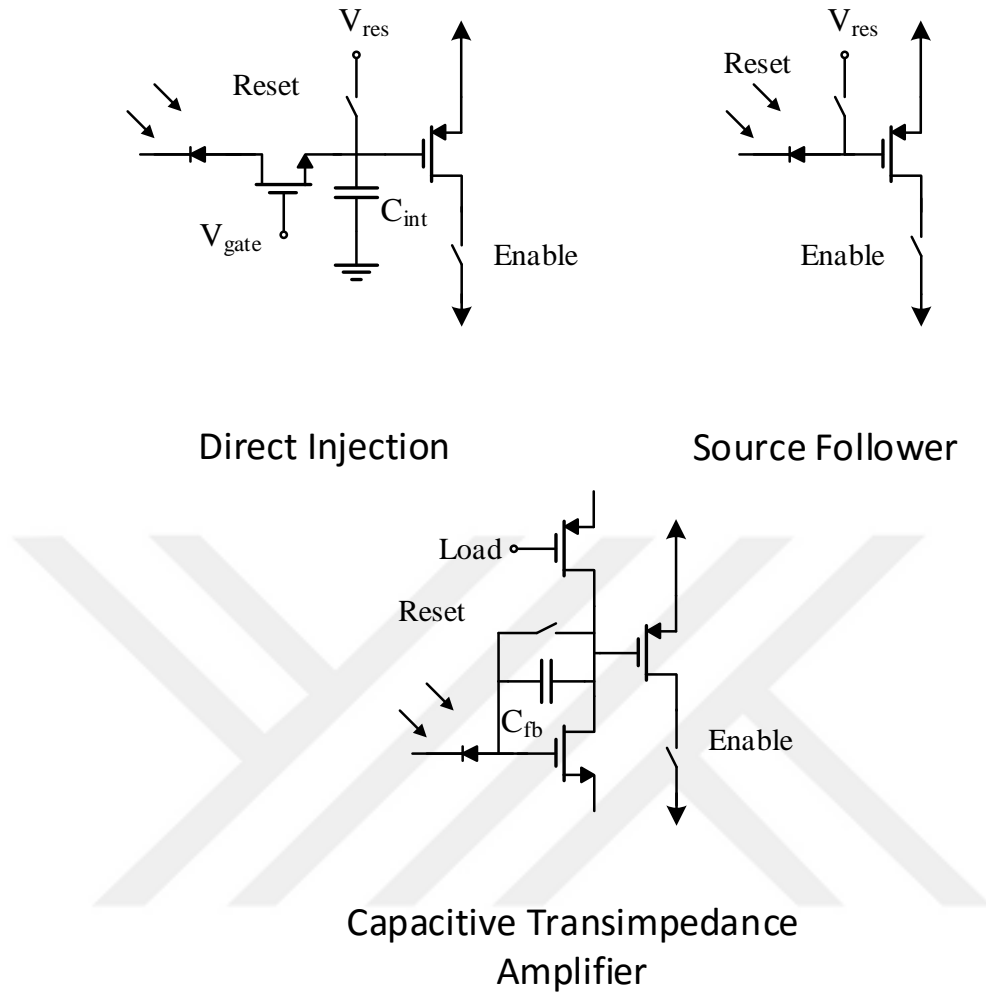 V_res
Reset
C_int
V_gate
Enable
Direct Injection
V_res
Reset
Enable
Source Follower
Load
Reset
C_fb
Enable
Capacitive Transimpedance
Amplifier